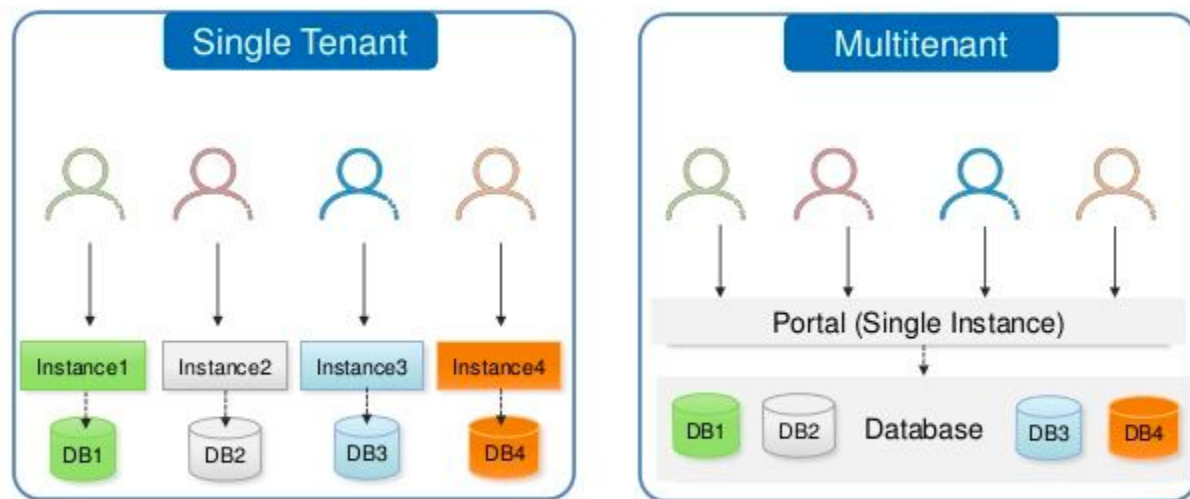 Single Tenant
Instance1
Instance2
Instance3
Instance4
DB1
DB2
DB3
DB4
Multitenant
Portal (Single Instance)
DB1
DB2
Database
DB3
DB4